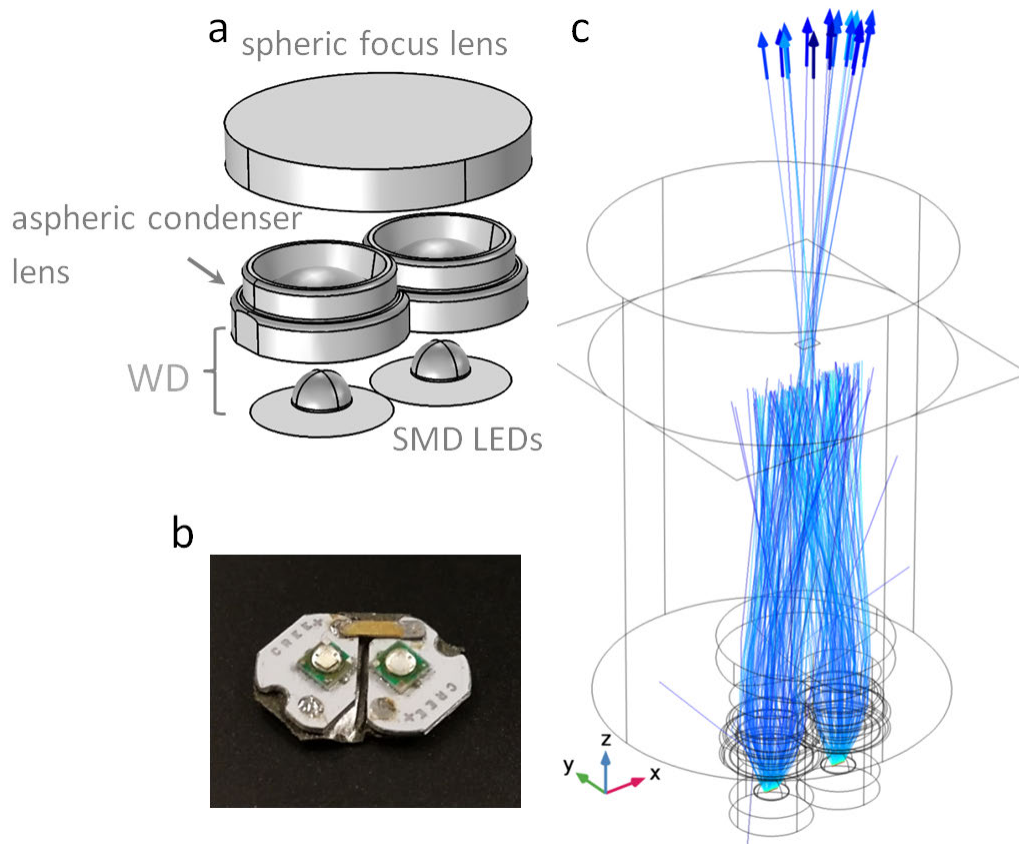 a
spheric focus lens
aspheric condenser
lens
WD
SMD LEDs
b
CREE
CREE
c
z
y
x